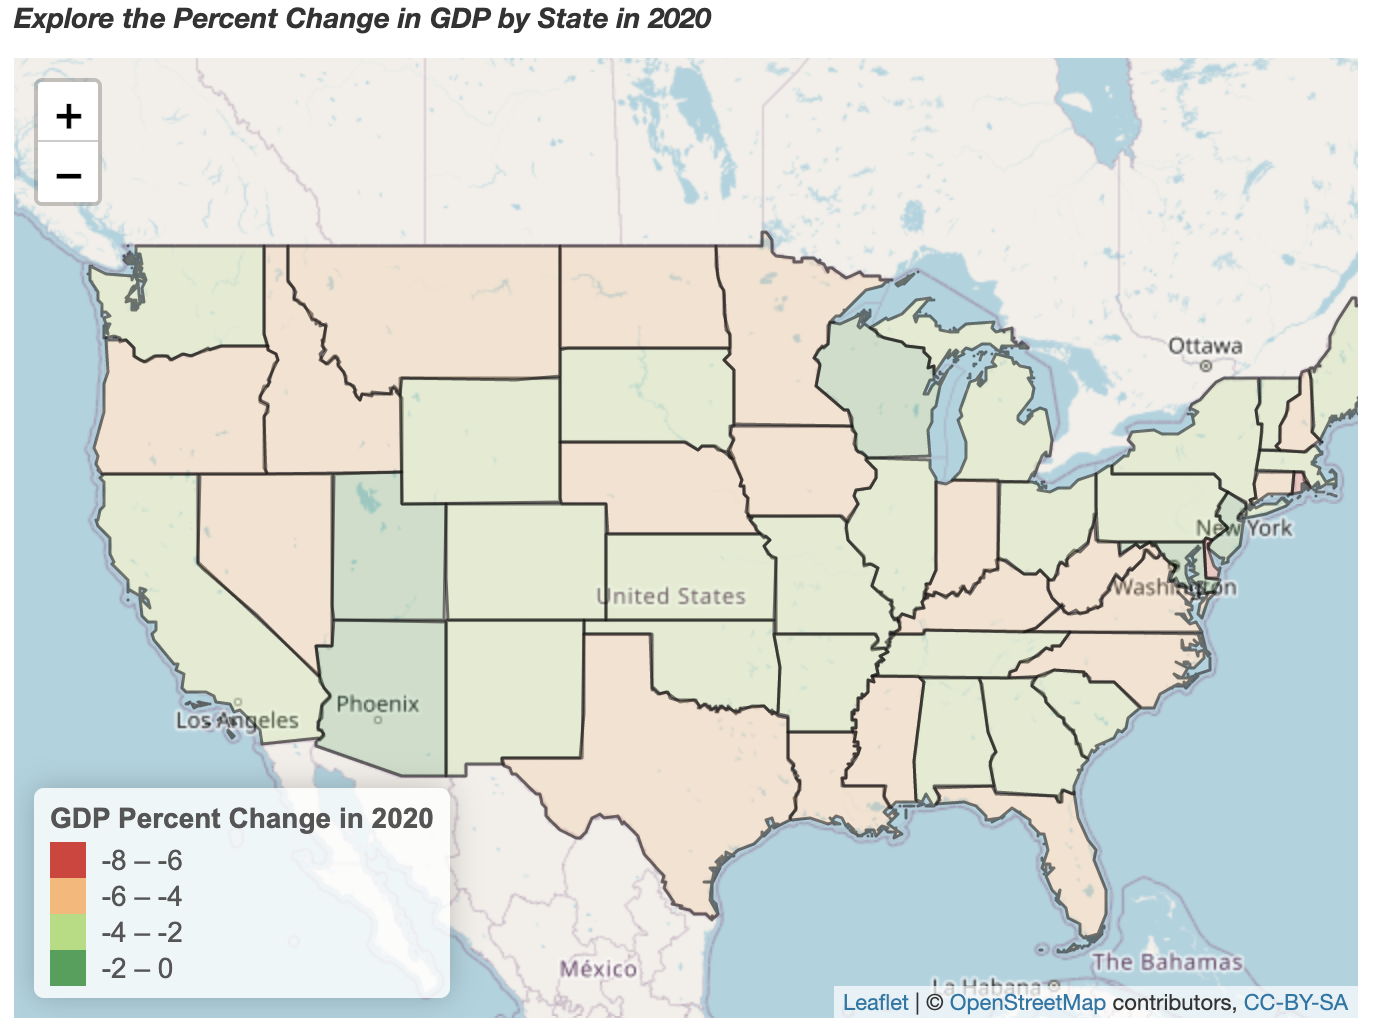 Explore the Percent Change in GDP by State in 2020
+
−
Ottawa
New York
Washington
United States
Phoenix
Los Angeles
GDP Percent Change in 2020
-8 – -6
-6 – -4
-4 – -2
-2 – 0
México
The Bahamas
La Habana
Leaflet | © OpenStreetMap contributors, CC-BY-SA